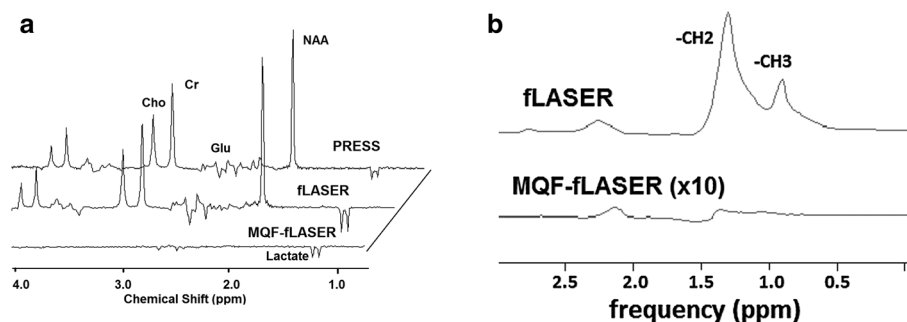 a
NAA
Cr
Cho
Glu
PRESS
fLASER
MQF-fLASER
Lactate
4.0 3.0 2.0 1.0
Chemical Shift (ppm)
b
-CH2
-CH3
fLASER
MQF-fLASER (x10)
2.5 2.0 1.5 1.0 0.5
frequency (ppm)